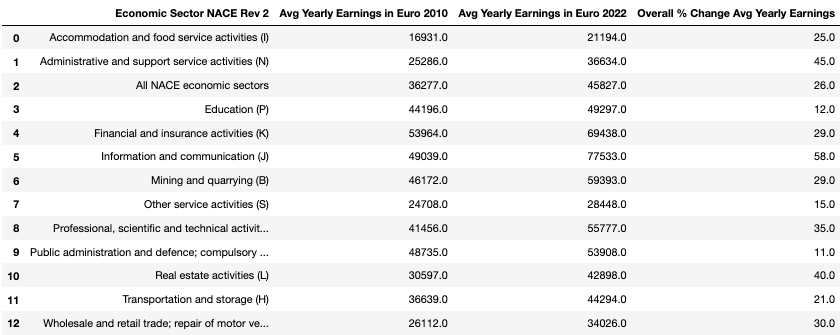 Economic Sector NACE Rev 2 Avg Yearly Earnings in Euro 2010 Avg Yearly Earnings in Euro 2022 Overall % Change Avg Yearly Earnings
0 Accommodation and food service activities (I) 16931.0 21194.0 25.0
1 Administrative and support service activities (N) 25286.0 36634.0 45.0
2 All NACE economic sectors 36277.0 45827.0 26.0
3 Education (P) 44196.0 49297.0 12.0
4 Financial and insurance activities (K) 53964.0 69438.0 29.0
5 Information and communication (J) 49039.0 77533.0 58.0
6 Mining and quarrying (B) 46172.0 59393.0 29.0
7 Other service activities (S) 24708.0 28448.0 15.0
8 Professional, scientific and technical activit... 41456.0 55777.0 35.0
9 Public administration and defence; compulsory ... 48735.0 53908.0 11.0
10 Real estate activities (L) 30597.0 42898.0 40.0
11 Transportation and storage (H) 36639.0 44294.0 21.0
12 Wholesale and retail trade; repair of motor ve... 26112.0 34026.0 30.0